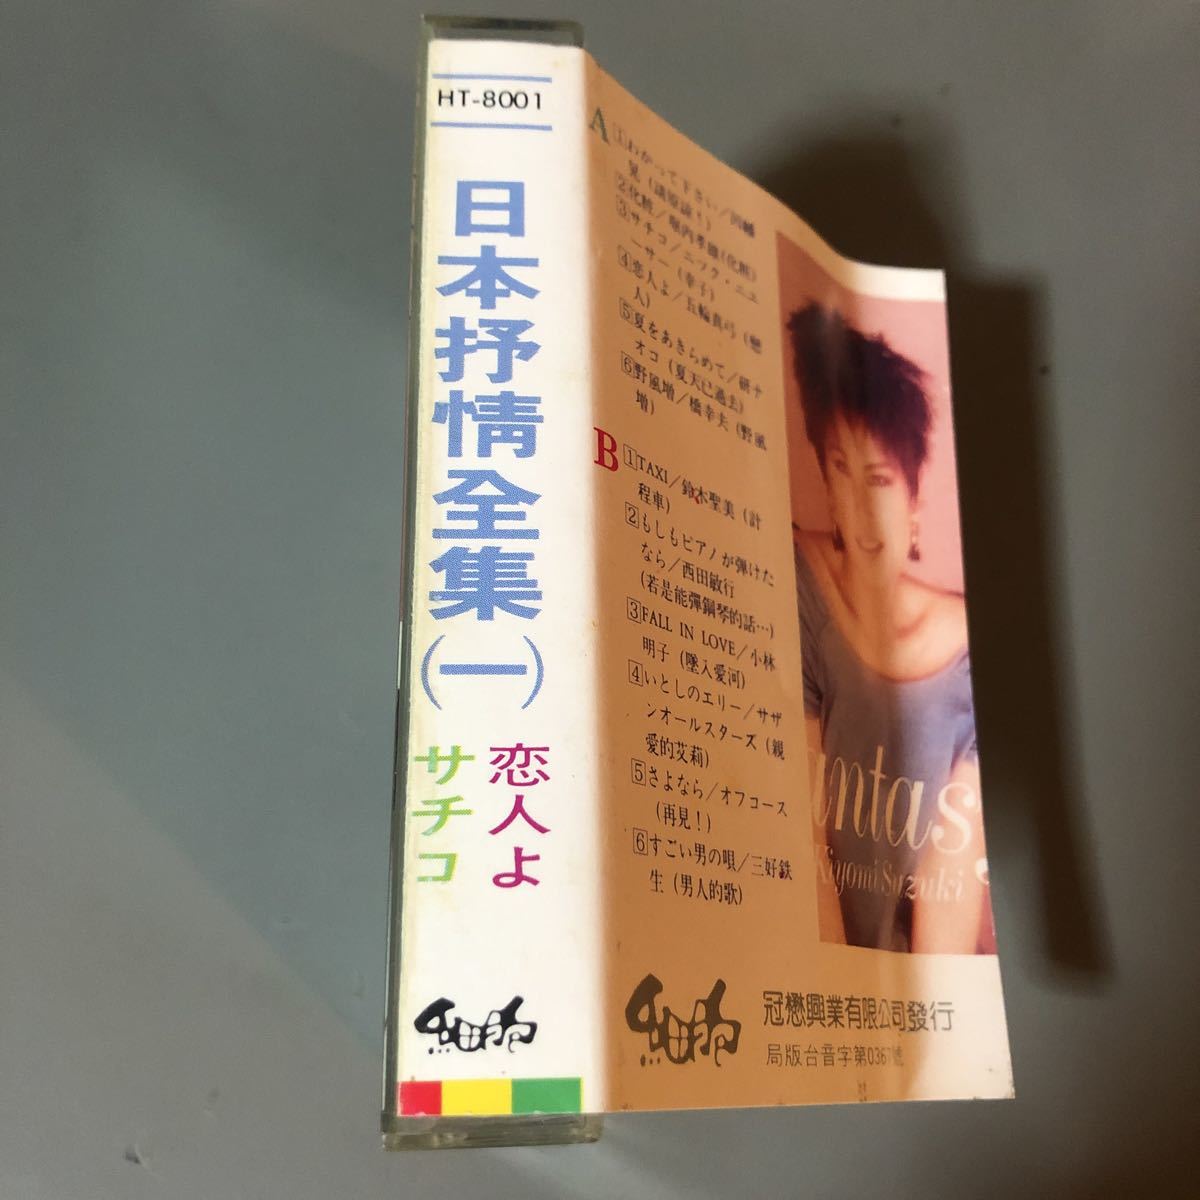 HT-8001
日本抒情全集(一)
恋人よ
サチコ
A
1わかって下さい／因幡
晃（請原諒！）
2化粧／堀内孝雄（化粧）
3サチコ／ニック・ニュ
ーサー（幸子）
4恋人よ／五輪真弓（戀
人）
5夏をあきらめて／研ナ
オコ（夏天已過去）
6野風増／橋幸夫（野風
増）
B
1TAXI／鈴木聖美（計
程車）
2もしもピアノが弾けた
なら／西田敏行
（若是能彈鋼琴的話…）
3FALL IN LOVE／小林
明子（墜入愛河）
4いとしのエリー／サザ
ンオールスターズ（親
愛的艾莉）
5さよなら／オフコース
（再見！）
6すごい男の唄／三好鉄
生（男人的歌）
antas
Kiyomi Suzuki
冠懋興業有限公司發行
局版台音字第0367號